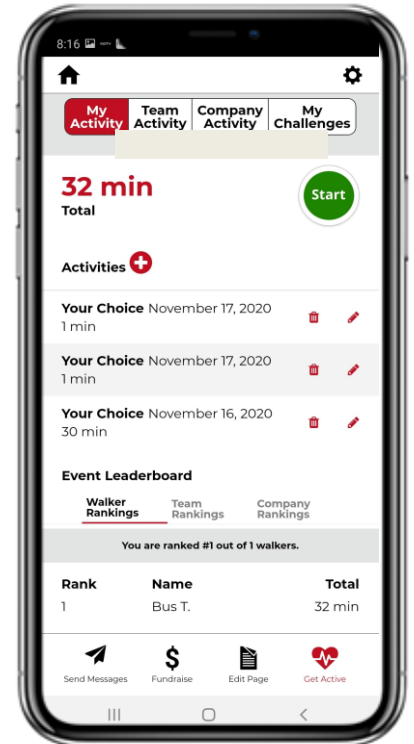 8:16
My Activity
Team Activity
Company Activity
My Challenges
32 min
Total
Start
Activities
Your Choice November 17, 2020
1 min
Your Choice November 17, 2020
1 min
Your Choice November 16, 2020
30 min
Event Leaderboard
Walker Rankings
Team Rankings
Company Rankings
You are ranked #1 out of 1 walkers.
Rank Name Total
1 Bus T. 32 min
Send Messages Fundraise Edit Page Get Active